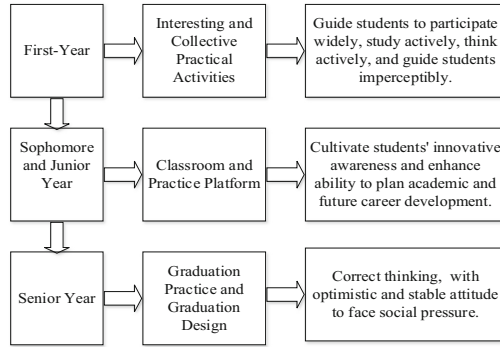 First-Year
Interesting and
Collective
Practical
Activities
Guide students to participate
widely, study actively, think
actively, and guide students
imperceptibly.
Sophomore
and Junior
Year
Classroom
and Practice Platform
Cultivate students' innovative
awareness and enhance
ability to plan academic and
future career development.
Senior Year
Graduation
Practice and
Graduation
Design
Correct thinking, with
optimistic and stable attitude
to face social pressure.